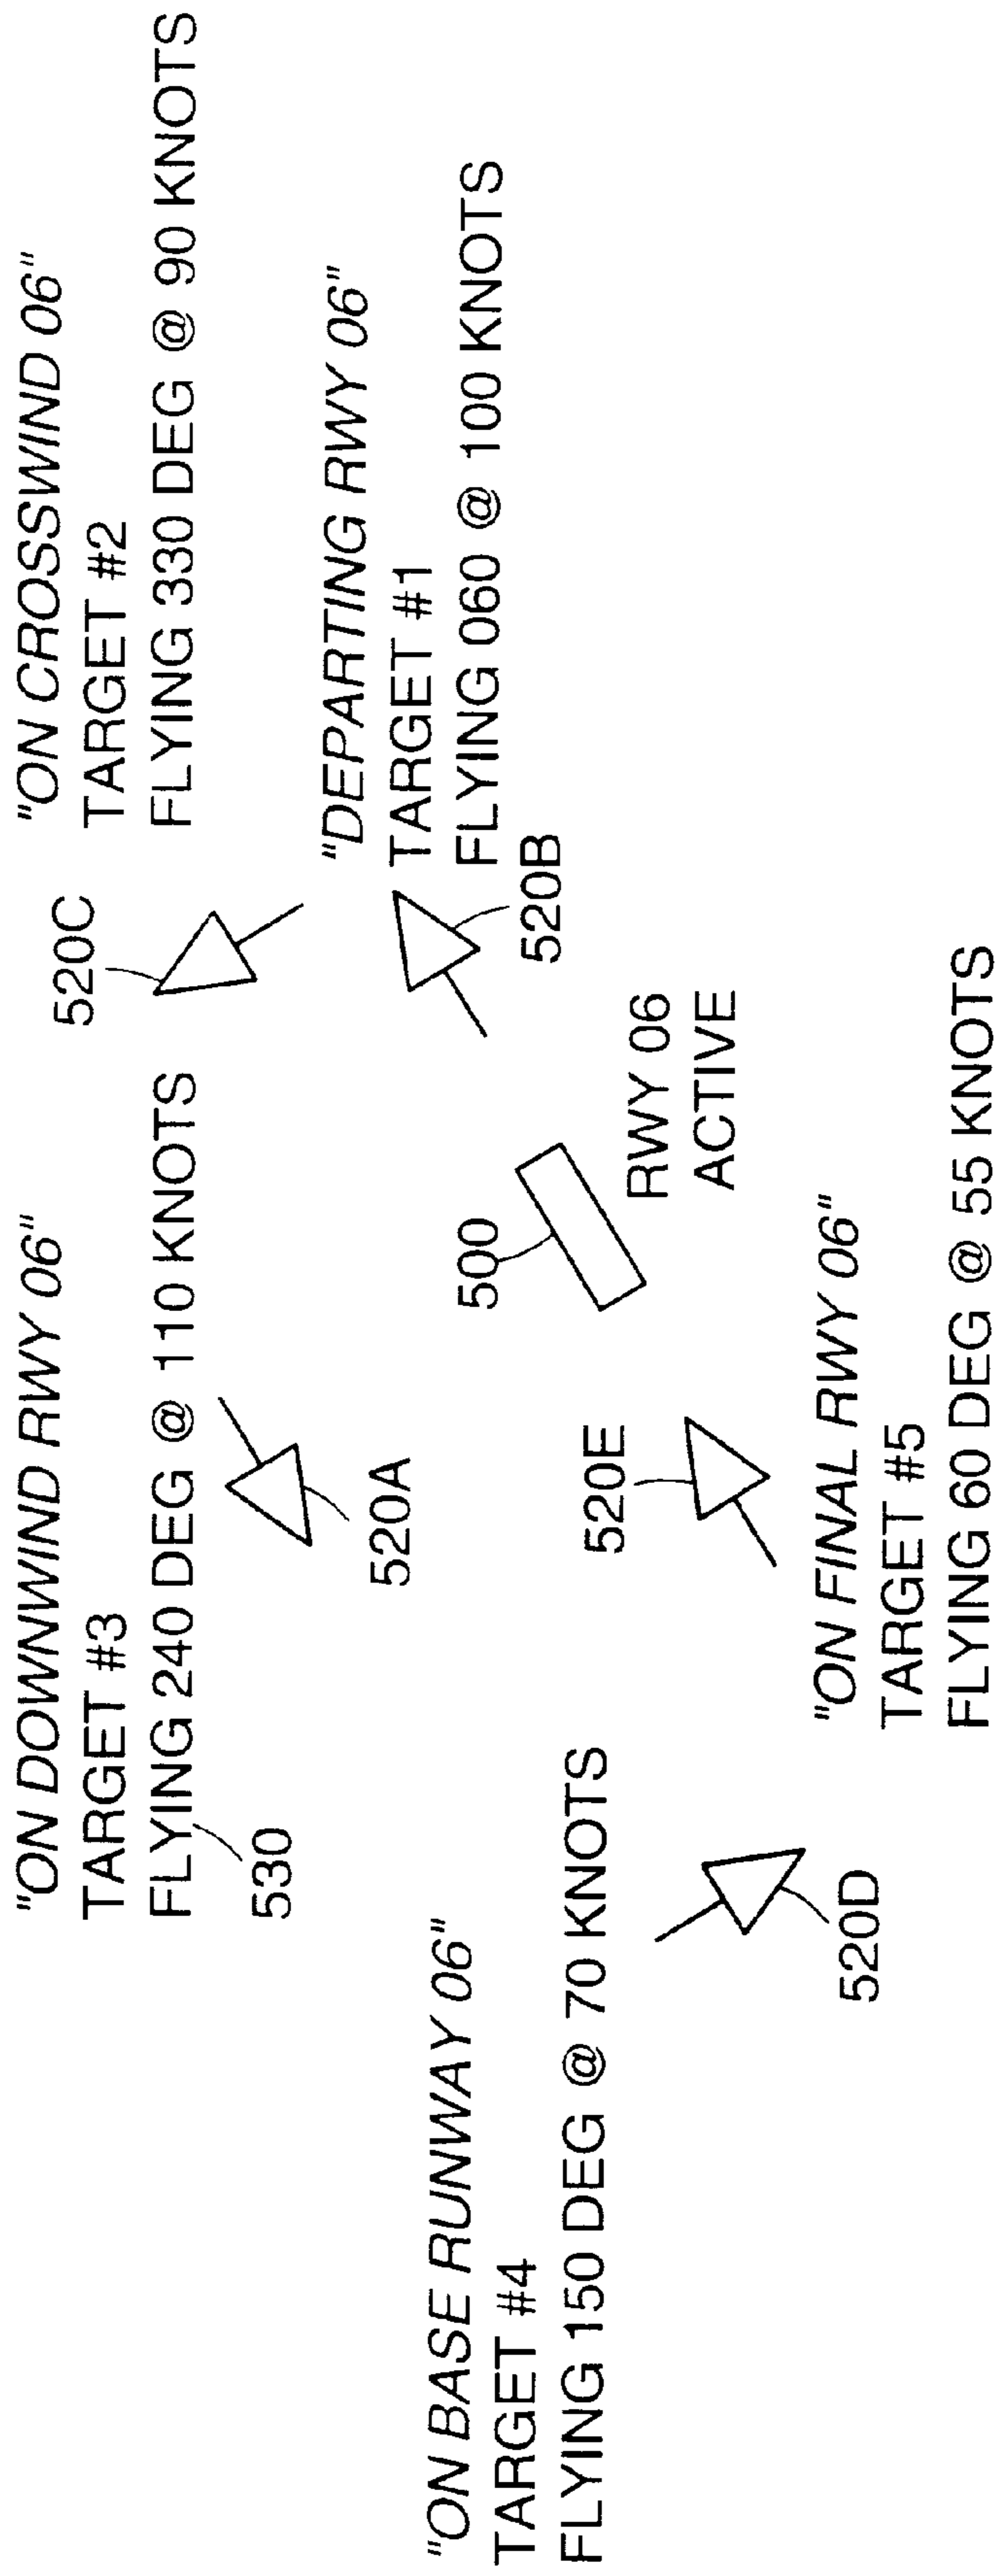 "ON DOWNWIND RWY 06"
TARGET #3
FLYING 240 DEG @ 110 KNOTS
530
520A
"ON CROSSWIND 06"
TARGET #2
FLYING 330 DEG @ 90 KNOTS
520C
"DEPARTING RWY 06"
TARGET #1
FLYING 060 @ 100 KNOTS
520B
"ON BASE RUNWAY 06"
TARGET #4
FLYING 150 DEG @ 70 KNOTS
520D
500
RWY 06
ACTIVE
520E
"ON FINAL RWY 06"
TARGET #5
FLYING 60 DEG @ 55 KNOTS